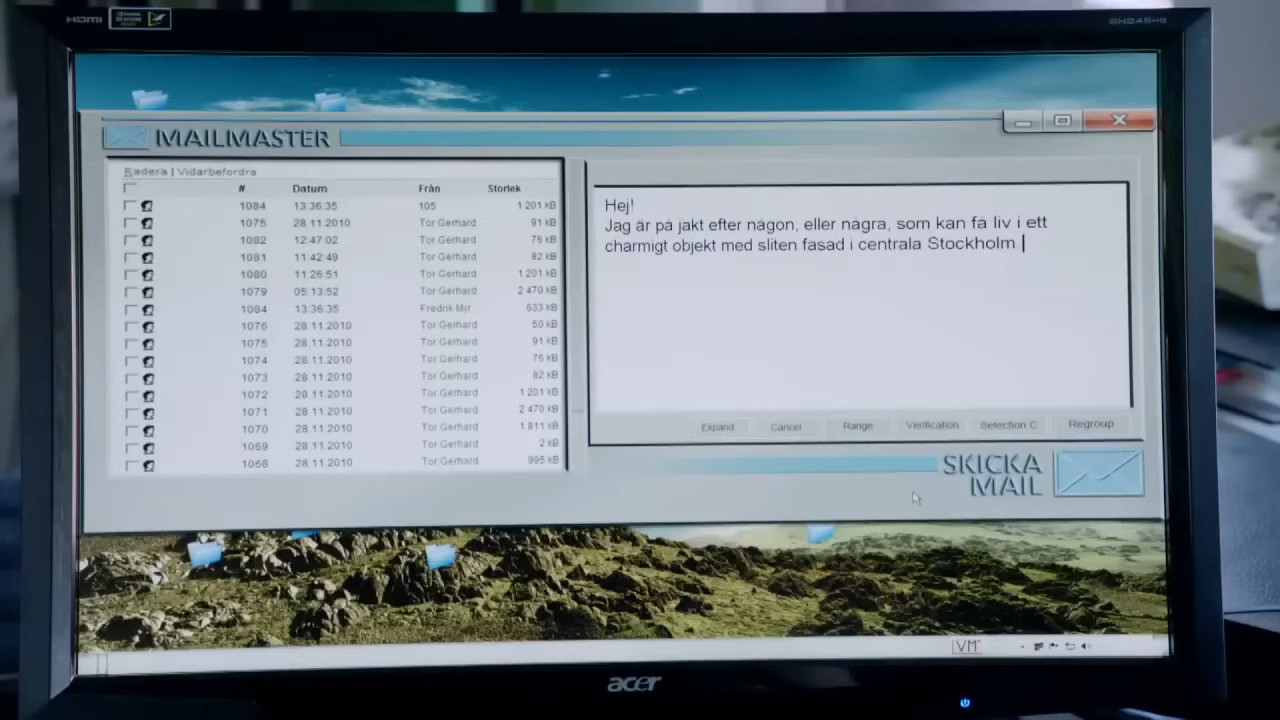 HDMI
MAILMASTER
Radera | Vidarbefordra
# Datum Från Storlek
1084 13:36:35 105 1 201 kB
1075 28.11.2010 Tor Gerhard 91 kB
1082 12:47:02 Tor Gerhard 76 kB
1081 11:42:49 Tor Gerhard 82 kB
1080 11:26:51 Tor Gerhard 1 201 kB
1079 05:13:52 Tor Gerhard 2 470 kB
1084 13:36:35 Fredrik Myr 633 kB
1076 28.11.2010 Tor Gerhard 50 kB
1075 28.11.2010 Tor Gerhard 91 kB
1074 28.11.2010 Tor Gerhard 76 kB
1073 28.11.2010 Tor Gerhard 82 kB
1072 28.11.2010 Tor Gerhard 1 201 kB
1071 28.11.2010 Tor Gerhard 2 470 kB
1070 28.11.2010 Tor Gerhard 1 811 kB
1069 28.11.2010 Tor Gerhard 2 kB
1068 28.11.2010 Tor Gerhard 995 kB
Hej!
Jag är på jakt efter någon, eller några, som kan få liv i ett
charmigt objekt med sliten fasad i centrala Stockholm.
Expand Cancel Range Verification Selection C Regroup
SKICKA
MAIL
VM
acer